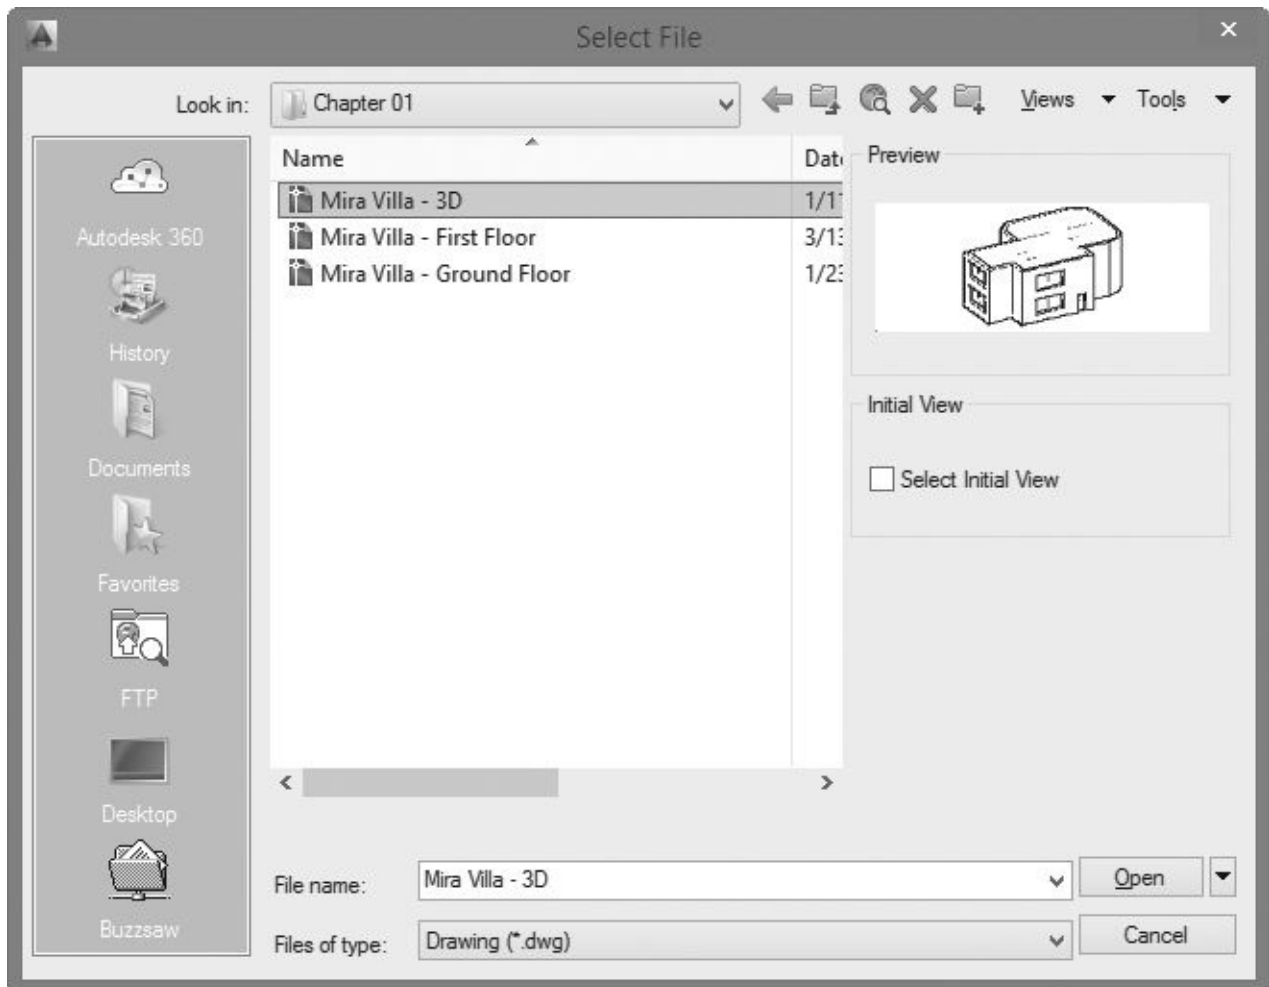 Select File
Look in:
Chapter 01
Views
Tools
Autodesk 360
History
Documents
Favorites
FTP
Desktop
Buzzsaw
Name
Mira Villa - 3D
Mira Villa - First Floor
Mira Villa - Ground Floor
Preview
Initial View
Select Initial View
File name:
Mira Villa - 3D
Open
Files of type:
Drawing (*.dwg)
Cancel